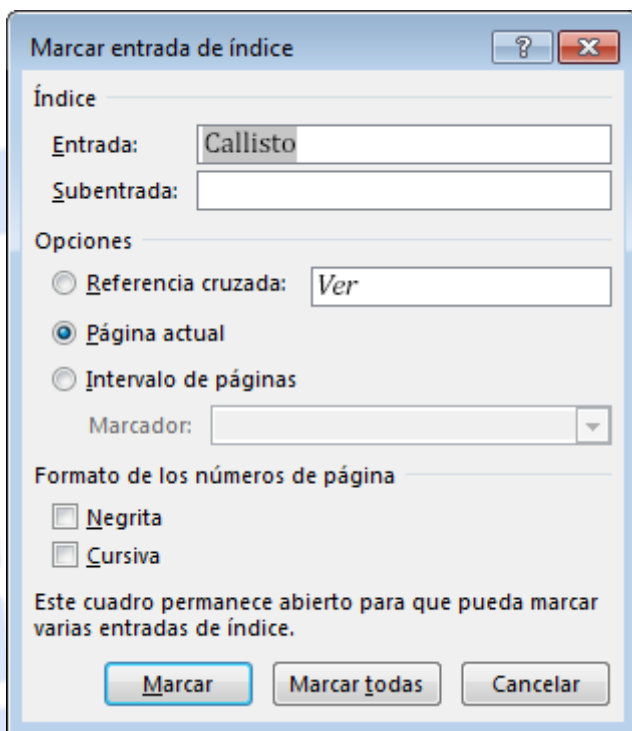 Marcar entrada de índice
Índice
Entrada: Callisto
Subentrada:
Opciones
Referencia cruzada: Ver
Página actual
Intervalo de páginas
Marcador:
Formato de los números de página
Negrita
Cursiva
Este cuadro permanece abierto para que pueda marcar
varias entradas de índice.
Marcar Marcar todas Cancelar